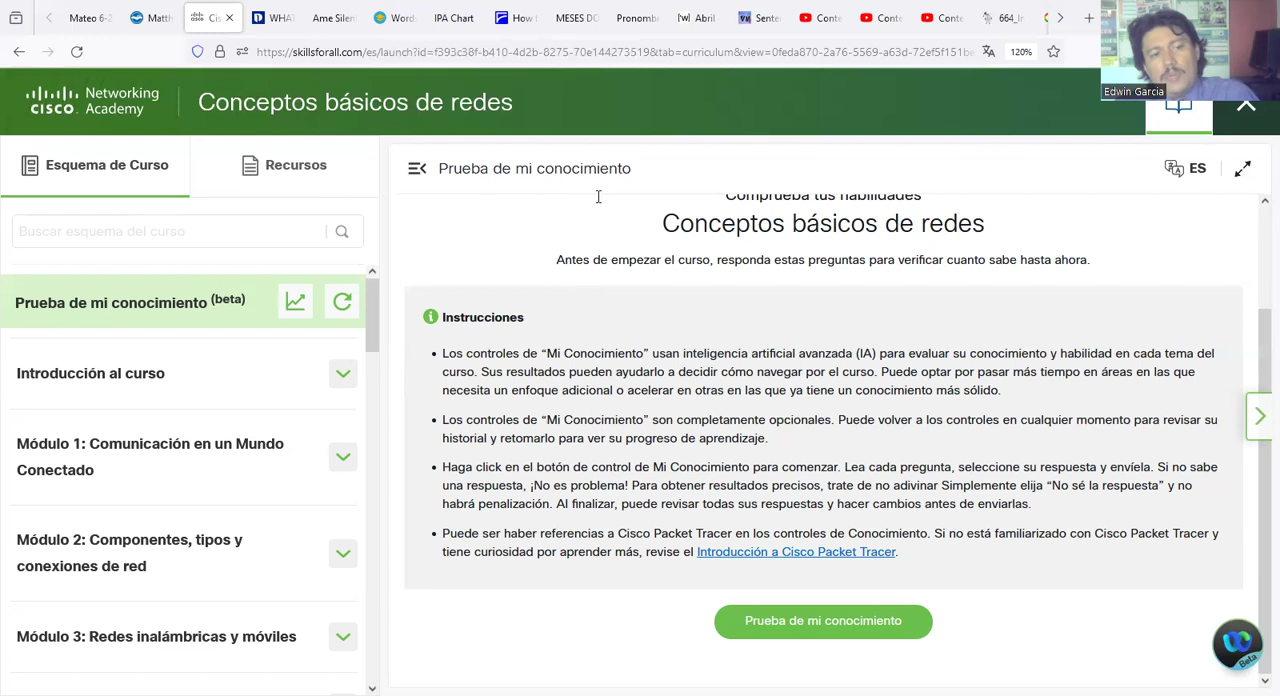 Mateo 6-2
Matth
Cis
WHA
Ame Silen
Words
IPA Chart
How
MESES DO
Pronomb
Abril
Sente
Conte
Conte
Conte
664_In
https://skillsforall.com/es/launch?id=f393c38f-b410-4d2b-8275-70e144273519&tab=curriculum&view=0feda870-2a76-5569-a63d-72ef5f151be
120%
Edwin Garcia
Networking
CISCO Academy
Conceptos básicos de redes
Esquema de Curso
Recursos
Buscar esquema del curso
Prueba de mi conocimiento (beta)
Introducción al curso
Módulo 1: Comunicación en un Mundo
Conectado
Módulo 2: Componentes, tipos y
conexiones de red
Módulo 3: Redes inalámbricas y móviles
Prueba de mi conocimiento
ES
Comprueba tus habilidades
Conceptos básicos de redes
Antes de empezar el curso, responda estas preguntas para verificar cuanto sabe hasta ahora.
Instrucciones
• Los controles de “Mi Conocimiento” usan inteligencia artificial avanzada (IA) para evaluar su conocimiento y habilidad en cada tema del
curso. Sus resultados pueden ayudarlo a decidir cómo navegar por el curso. Puede optar por pasar más tiempo en áreas en las que
necesita un enfoque adicional o acelerar en otras en las que ya tiene un conocimiento más sólido.
• Los controles de “Mi Conocimiento” son completamente opcionales. Puede volver a los controles en cualquier momento para revisar su
historial y retomarlo para ver su progreso de aprendizaje.
• Haga click en el botón de control de Mi Conocimiento para comenzar. Lea cada pregunta, seleccione su respuesta y envíela. Si no sabe
una respuesta, ¡No es problema! Para obtener resultados precisos, trate de no adivinar Simplemente elija “No sé la respuesta” y no
habrá penalización. Al finalizar, puede revisar todas sus respuestas y hacer cambios antes de enviarlas.
• Puede ser haber referencias a Cisco Packet Tracer en los controles de Conocimiento. Si no está familiarizado con Cisco Packet Tracer y
tiene curiosidad por aprender más, revise el Introducción a Cisco Packet Tracer.
Prueba de mi conocimiento
Beta